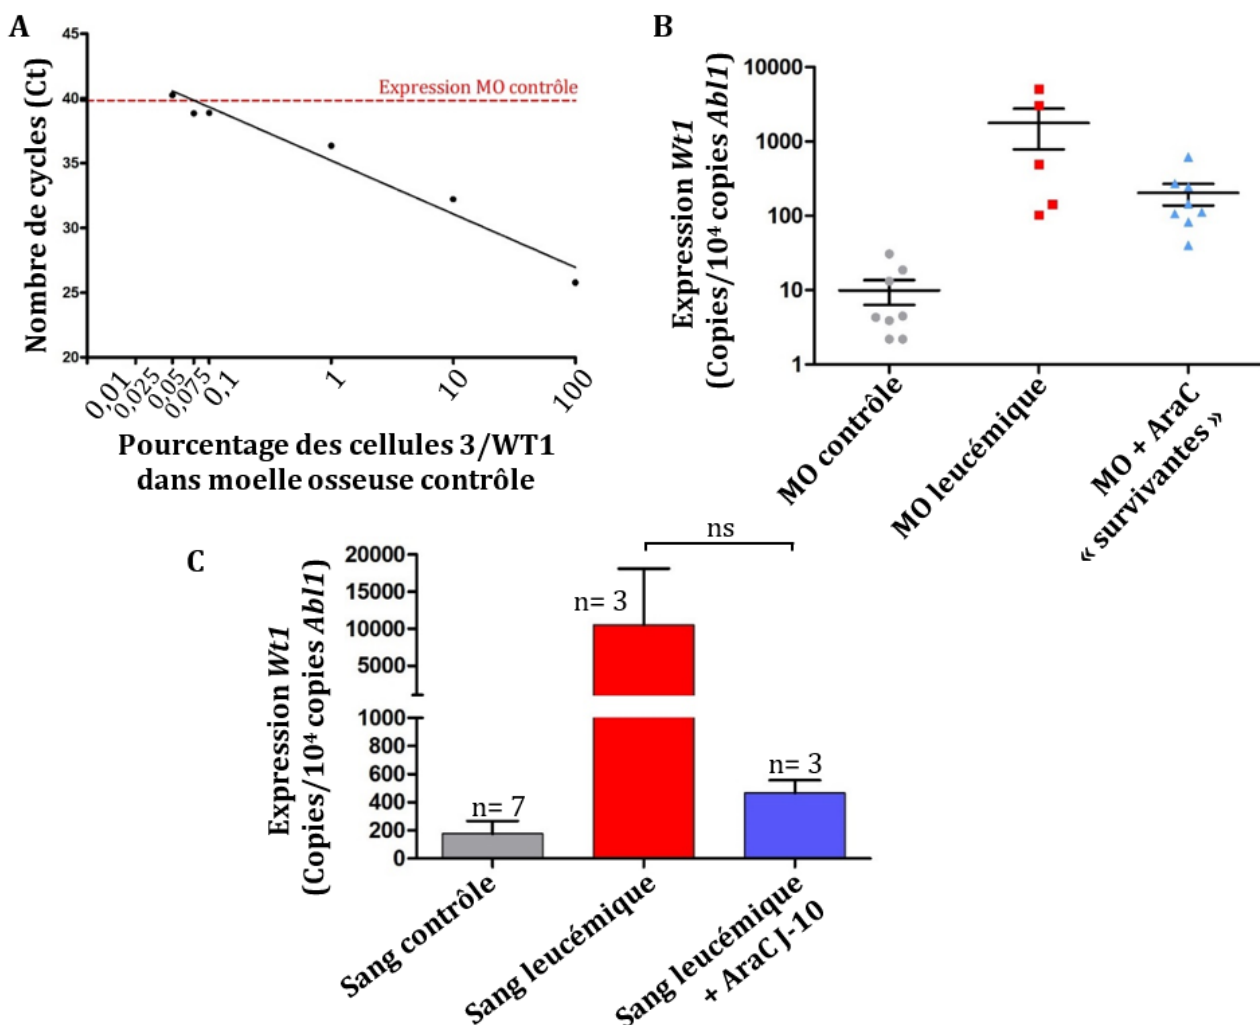 A
Nombre de cycles (Ct)
45
40
35
30
25
20
Expression MO contrôle
0,01
0,025
0,05
0,075
0,1
1
10
100
Pourcentage des cellules 3/WT1
dans moelle osseuse contrôle
B
Expression Wt1
(Copies/10⁴ copies Abl1)
10000
1000
100
10
1
MO contrôle
MO leucémique
MO + AraC
« survivantes »
C
Expression Wt1
(Copies/10⁴ copies Abl1)
20000
15000
10000
5000
1000
800
600
400
200
0
ns
n= 7
n= 3
n= 3
Sang contrôle
Sang leucémique
Sang leucémique
+ AraC J-10